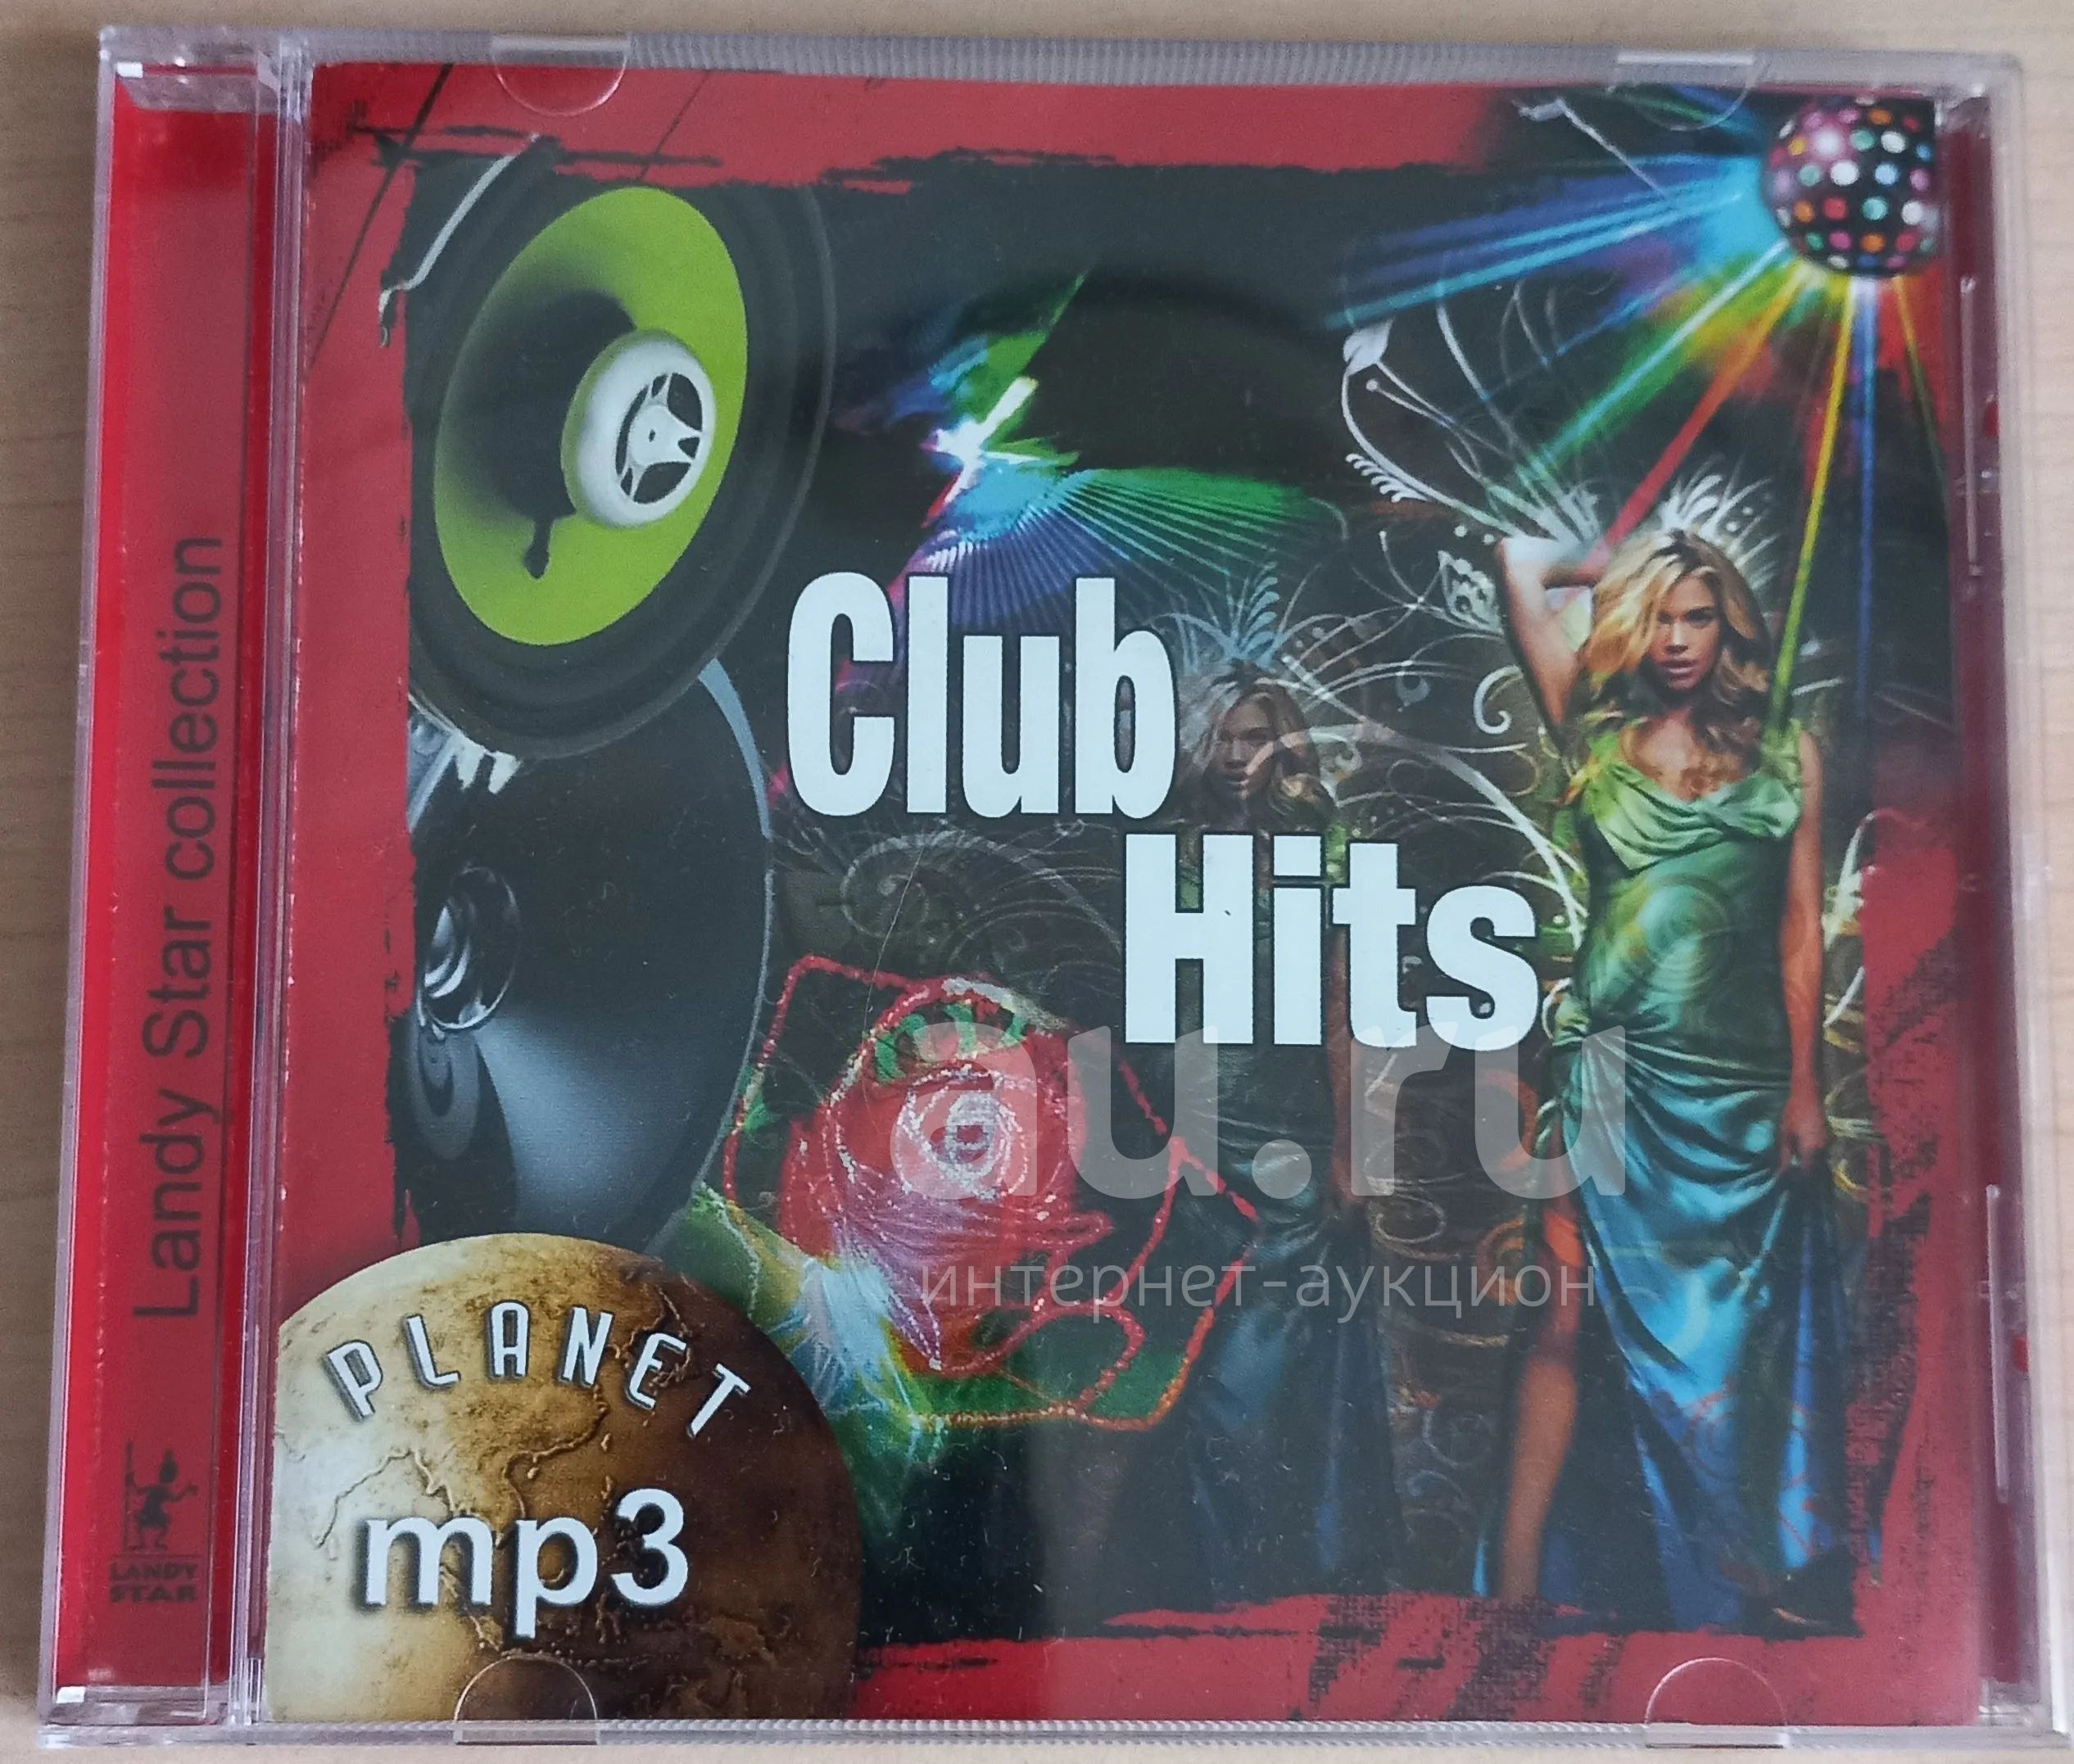 Landy Star collection
LANDY
STAR
Club
Hits
PLANET
mp3
au.ru
интернет-аукцион